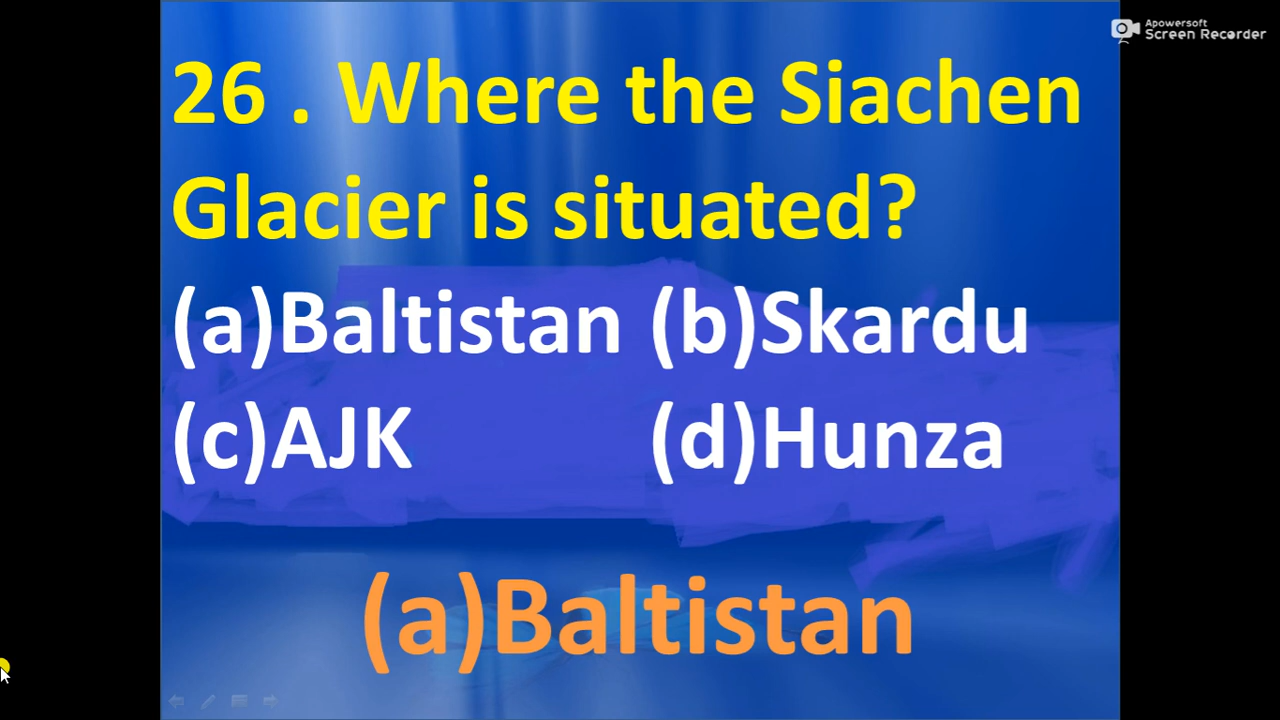 Apowersoft
Screen Recorder
26 . Where the Siachen
Glacier is situated?
(a)Baltistan (b)Skardu
(c)AJK (d)Hunza
(a)Baltistan